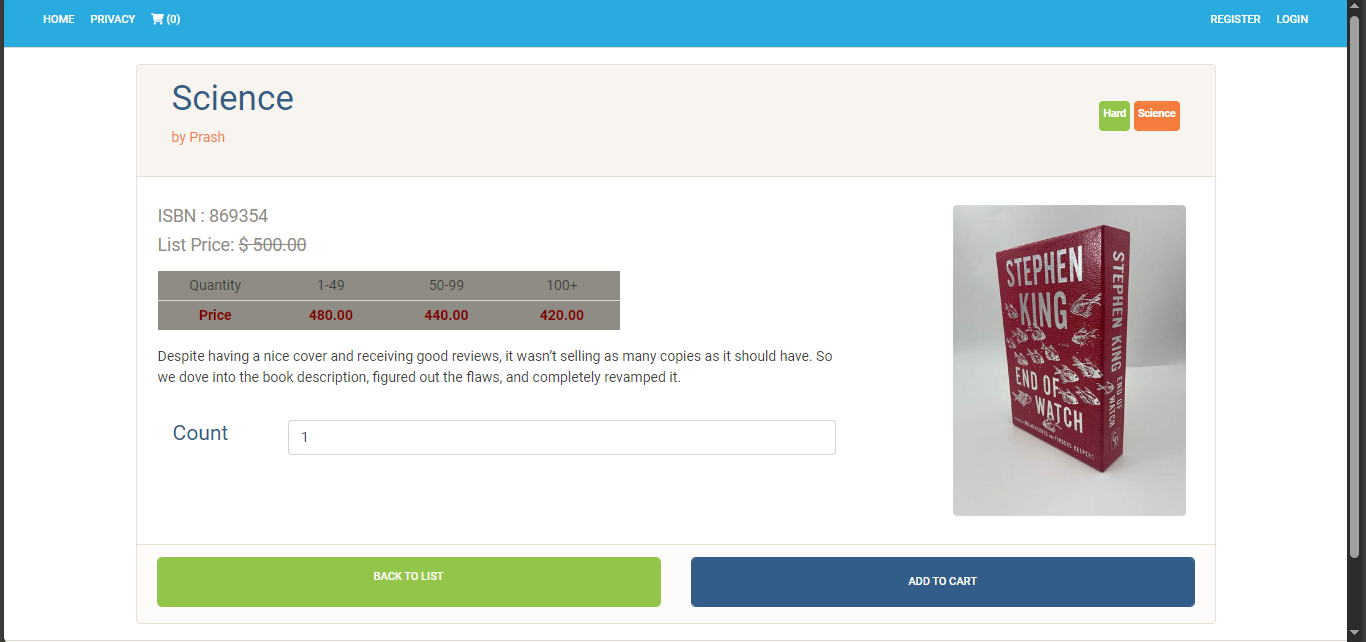 HOME PRIVACY (0) REGISTER LOGIN
Science
by Prash
Hard Science
ISBN : 869354
List Price: $ 500.00
Quantity 1-49 50-99 100+
Price 480.00 440.00 420.00
Despite having a nice cover and receiving good reviews, it wasn't selling as many copies as it should have. So
we dove into the book description, figured out the flaws, and completely revamped it.
Count 1
STEPHEN
KING
END OF
WATCH
STEPHEN KING END OF WATCH
BACK TO LIST ADD TO CART